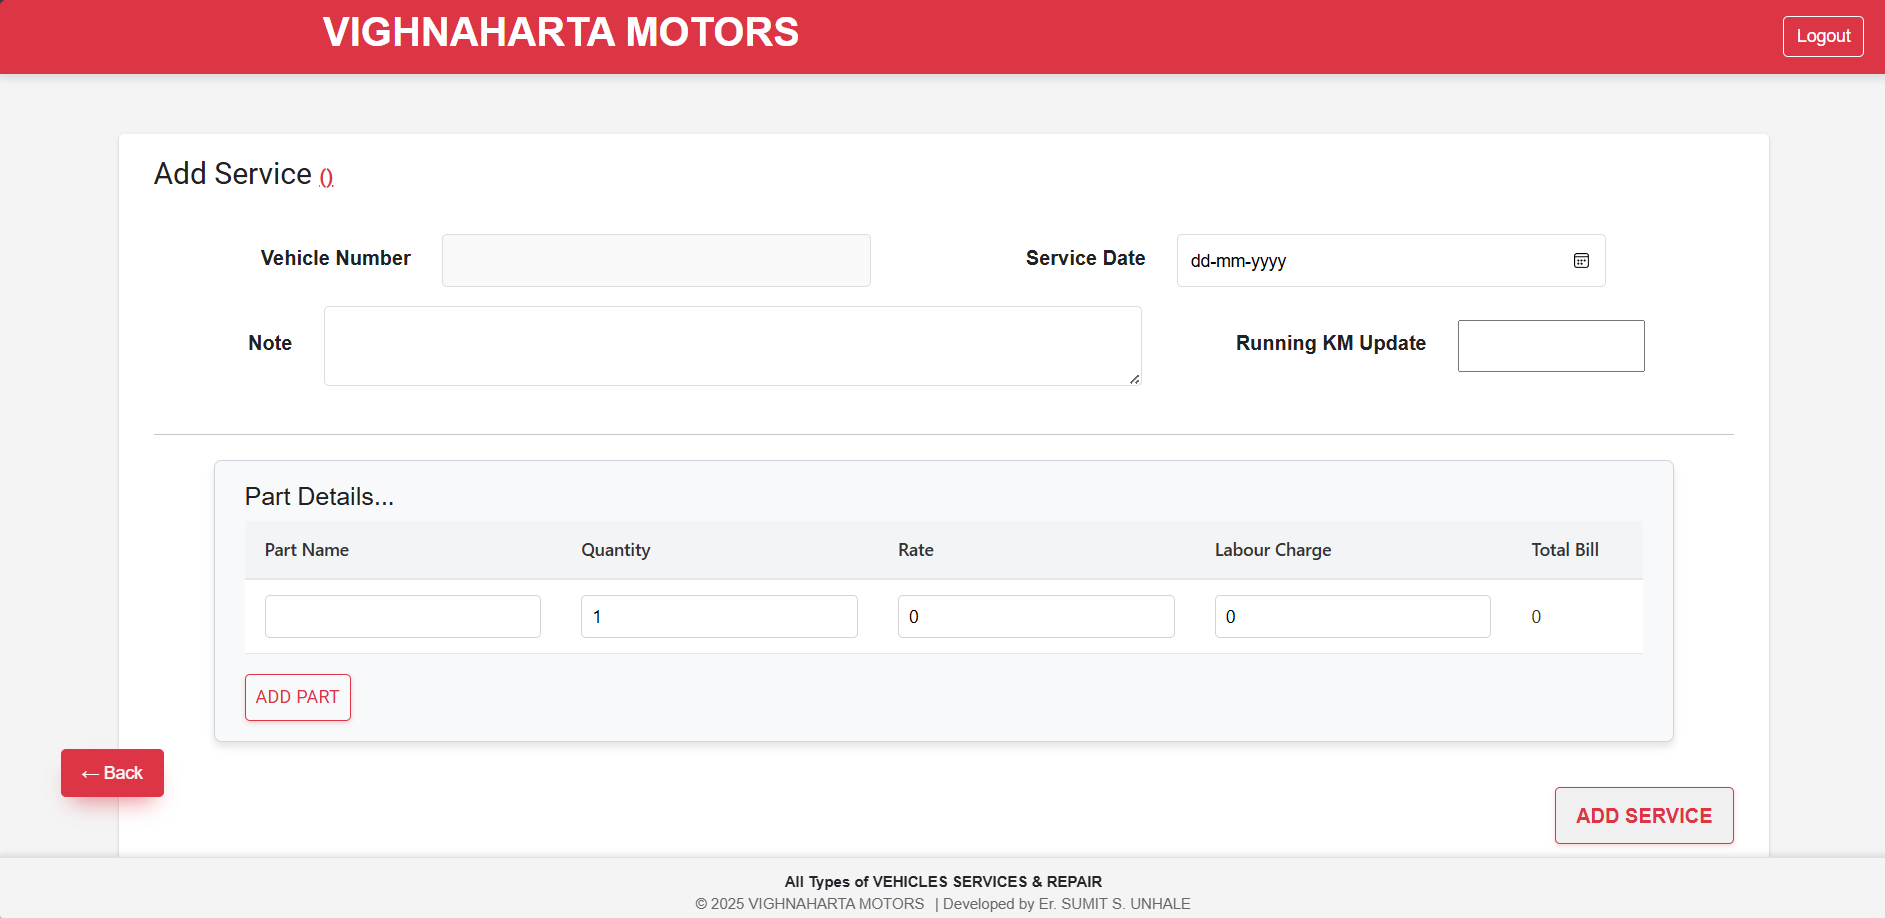 VIGHNAHARTA MOTORS
Logout
Add Service ()
Vehicle Number
Service Date dd-mm-yyyy
Note
Running KM Update
Part Details...
Part Name Quantity Rate Labour Charge Total Bill
1 0 0 0
ADD PART
← Back
ADD SERVICE
All Types of VEHICLES SERVICES & REPAIR
© 2025 VIGHNAHARTA MOTORS | Developed by Er. SUMIT S. UNHALE